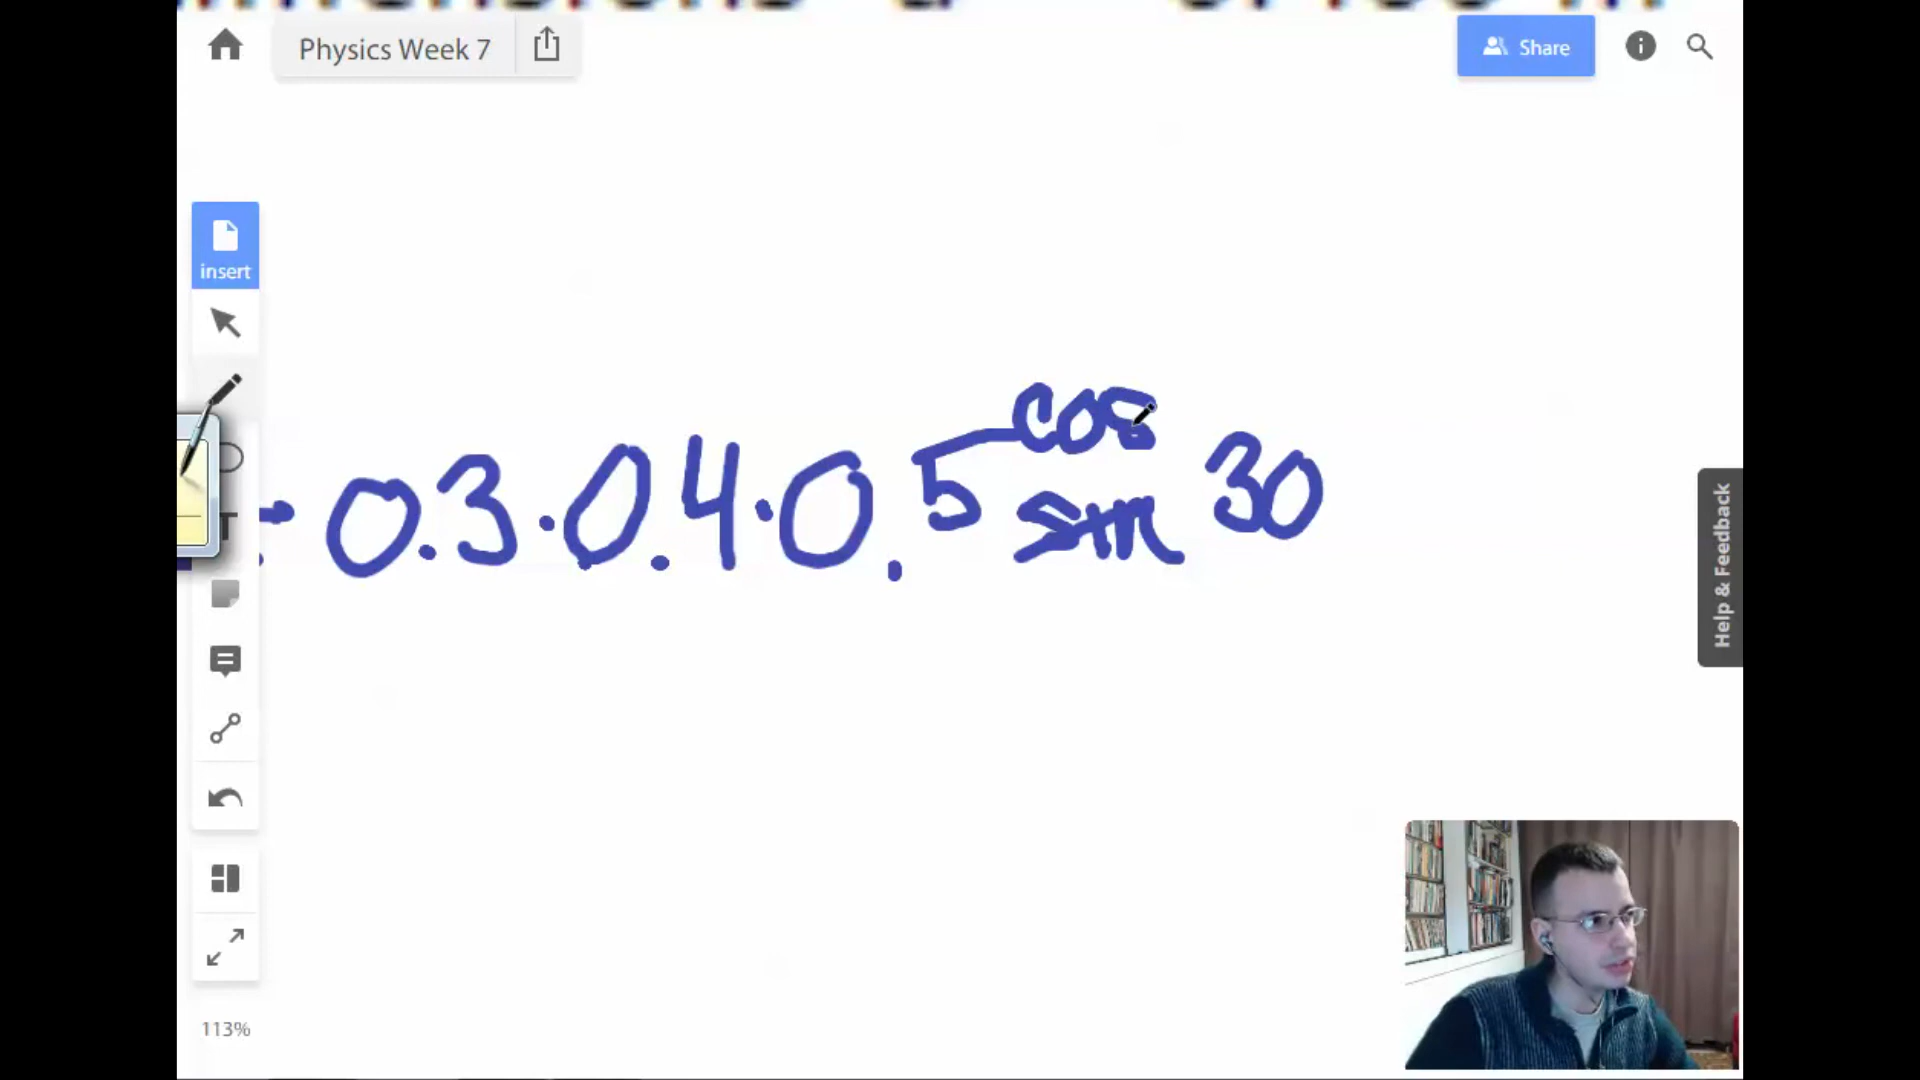 Physics Week 7
Share
insert
cos
0.3·0.4·0.5 sin 30
T
Help & Feedback
113%